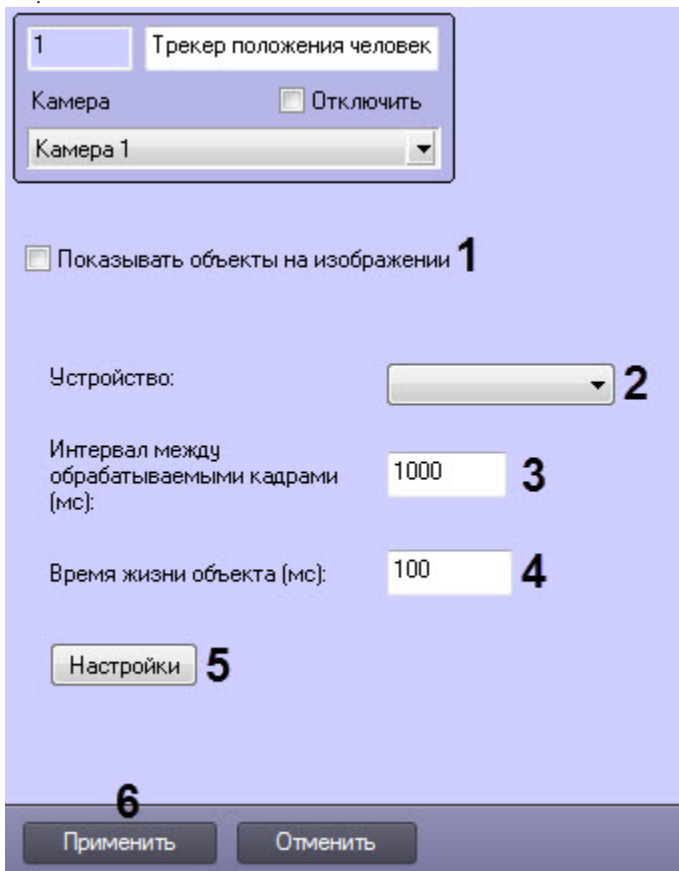 1
Трекер положения человек
Камера
Отключить
Камера 1
Показывать объекты на изображении 1
Устройство:
2
Интервал между
обрабатываемыми кадрами
(мс):
1000
3
Время жизни объекта (мс):
100
4
Настройки 5
6
Применить
Отменить